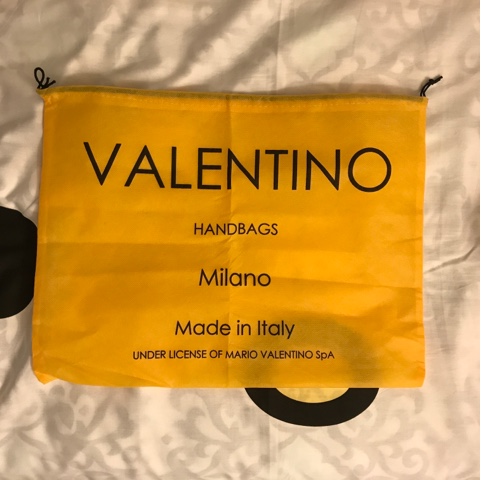 VALENTINO
HANDBAGS
Milano
Made in Italy
UNDER LICENSE OF MARIO VALENTINO SpA